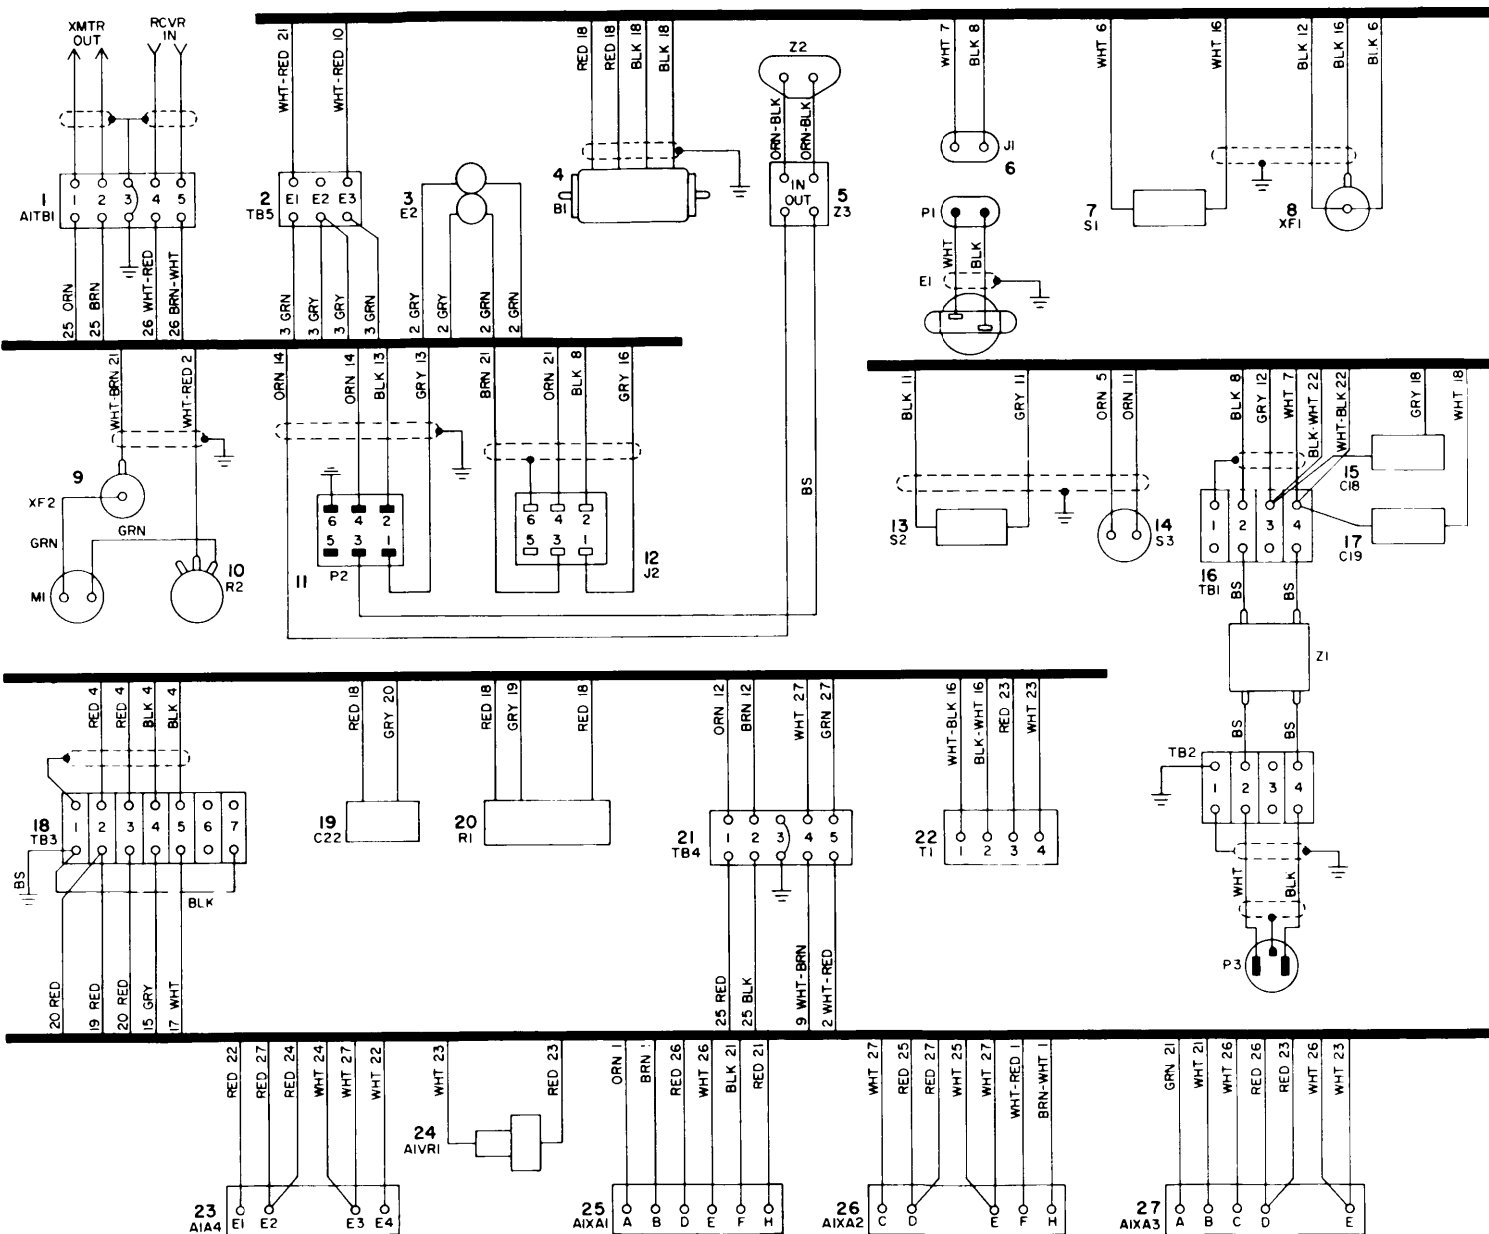 XMTR OUT
RCVR IN
1
A1TB1
1 2 3 4 5
25 ORN
25 BRN
26 WHT-RED
26 BRN-WHT
WHT-RED 21
WHT-RED 10
2
TB5
E1 E2 E3
3 GRN
3 GRY
3 GRY
3 GRN
3
E2
2 GRY
2 GRY
2 GRN
2 GRN
RED 18
RED 18
BLK 18
BLK 18
4
B1
Z2
ORN-BLK
ORN-BLK
IN
OUT
5
Z3
WHT 7
BLK 8
J1
6
P1
WHT
BLK
E1
WHT 6
WHT 16
7
S1
BLK 12
BLK 16
BLK 6
8
XF1
WHT-BRN 21
WHT-RED 2
9
XF2
GRN
GRN
M1
10
R2
ORN 14
ORN 14
BLK 13
GRY 13
6 4 2
5 3 1
11
P2
BRN 21
ORN 21
BLK 8
GRY 16
6 4 2
5 3 1
12
J2
BS
BLK 11
GRY 11
13
S2
ORN 5
ORN 11
14
S3
BLK 8
GRY 12
WHT 7
BLK-WHT 22
WHT-BLK 22
GRY 18
WHT 18
15
C18
1 2 3 4
16
TB1
17
C19
BS
BS
Z1
BS
BS
TB2
1 2 3 4
WHT
BLK
P3
RED 4
RED 4
BLK 4
BLK 4
18
TB3
1 2 3 4 5 6 7
BS
BLK
20 RED
19 RED
20 RED
15 GRY
17 WHT
RED 18
GRY 20
19
C22
RED 18
GRY 19
RED 18
20
R1
ORN 12
BRN 12
WHT 27
GRN 27
21
TB4
1 2 3 4 5
25 RED
25 BLK
9 WHT-BRN
2 WHT-RED
WHT-BLK 16
BLK-WHT 16
RED 23
WHT 23
22
T1
1 2 3 4
RED 22
RED 27
RED 24
WHT 24
WHT 27
WHT 22
23
A1A4
E1 E2 E3 E4
WHT 23
RED 23
24
A1VR1
ORN 1
BRN 1
RED 26
WHT 26
BLK 21
RED 21
25
A1XA1
A B D E F H
WHT 27
RED 25
RED 27
WHT 25
WHT 27
WHT-RED 1
BRN-WHT 1
26
A1XA2
C D E F H
GRN 21
WHT 21
WHT 26
RED 26
RED 23
WHT 26
WHT 23
27
A1XA3
A B C D E